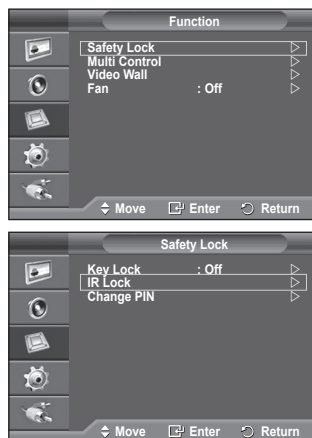 Function
Safety Lock
Multi Control
Video Wall
Fan : Off
Move Enter Return
Safety Lock
Key Lock : Off
IR Lock
Change PIN
Move Enter Return